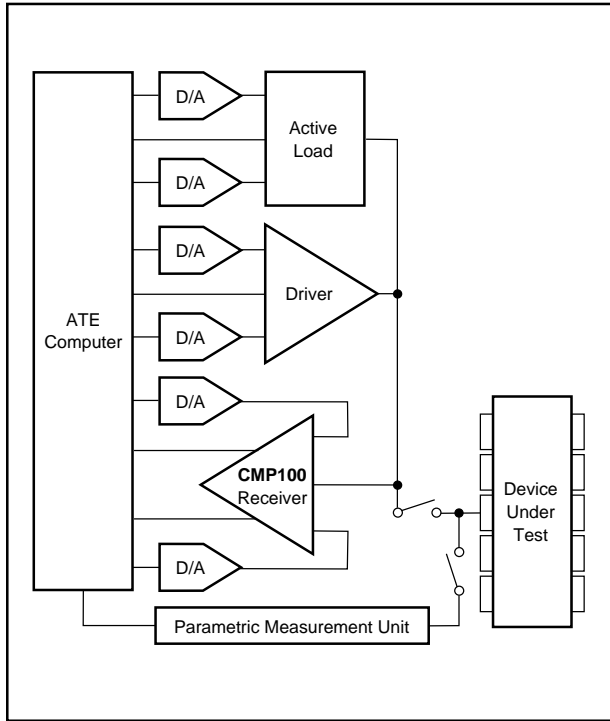 D/A
Active
Load
D/A
D/A
Driver
ATE
Computer
D/A
D/A
CMP100
Receiver
Device
Under
Test
D/A
Parametric Measurement Unit